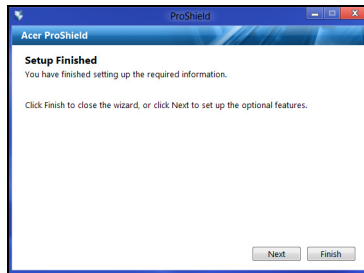 ProShield
Acer ProShield
Setup Finished
You have finished setting up the required information.
Click Finish to close the wizard, or click Next to set up the optional features.
Next
Finish